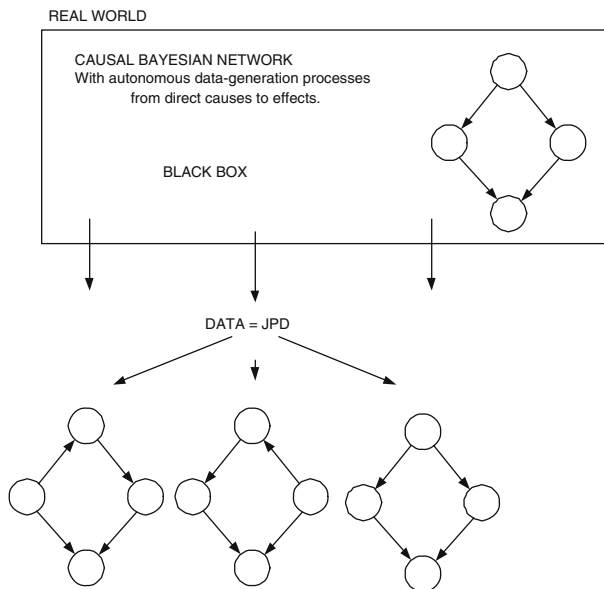 REAL WORLD
CAUSAL BAYESIAN NETWORK
With autonomous data-generation processes
from direct causes to effects.
BLACK BOX
DATA = JPD